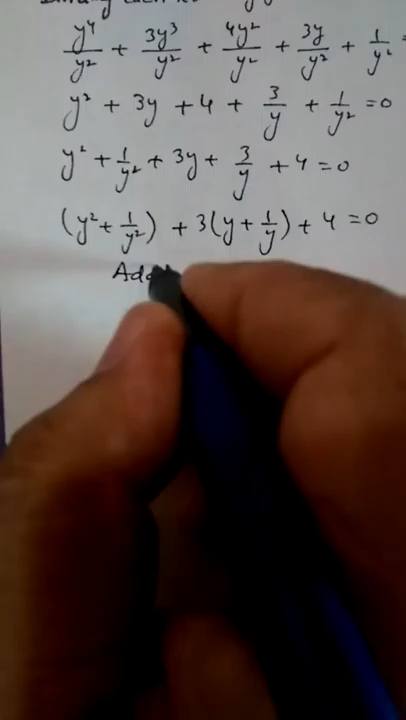 y⁴/y² + 3y³/y² + 4y²/y² + 3y/y² + 1/y² =
y² + 3y + 4 + 3/y + 1/y² = 0
y² + 1/y² + 3y + 3/y + 4 = 0
(y² + 1/y²) + 3(y + 1/y) + 4 = 0